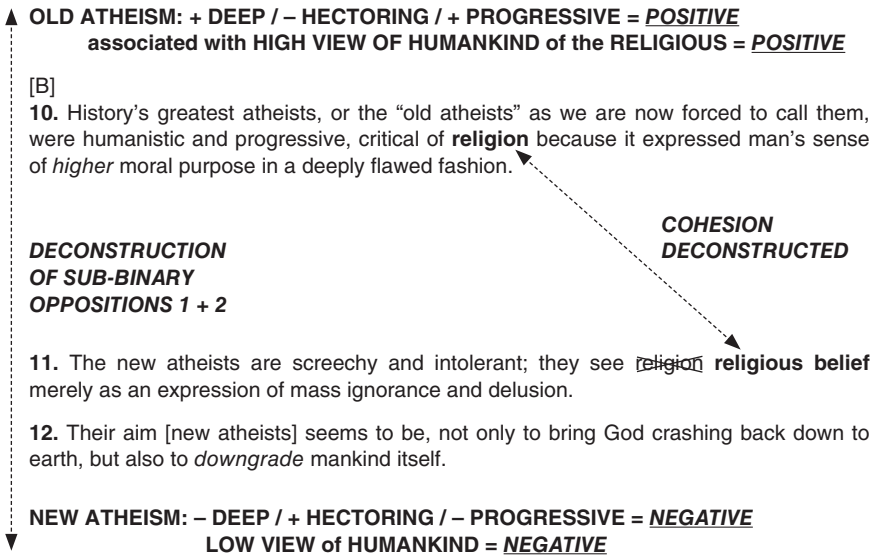 OLD ATHEISM: + DEEP / – HECTORING / + PROGRESSIVE = POSITIVE
associated with HIGH VIEW OF HUMANKIND of the RELIGIOUS = POSITIVE
[B]
10. History’s greatest atheists, or the “old atheists” as we are now forced to call them,
were humanistic and progressive, critical of religion because it expressed man’s sense
of higher moral purpose in a deeply flawed fashion.
COHESION
DECONSTRUCTED
DECONSTRUCTION
OF SUB-BINARY
OPPOSITIONS 1 + 2
11. The new atheists are screechy and intolerant; they see religion religious belief
merely as an expression of mass ignorance and delusion.
12. Their aim [new atheists] seems to be, not only to bring God crashing back down to
earth, but also to downgrade mankind itself.
NEW ATHEISM: – DEEP / + HECTORING / – PROGRESSIVE = NEGATIVE
LOW VIEW of HUMANKIND = NEGATIVE